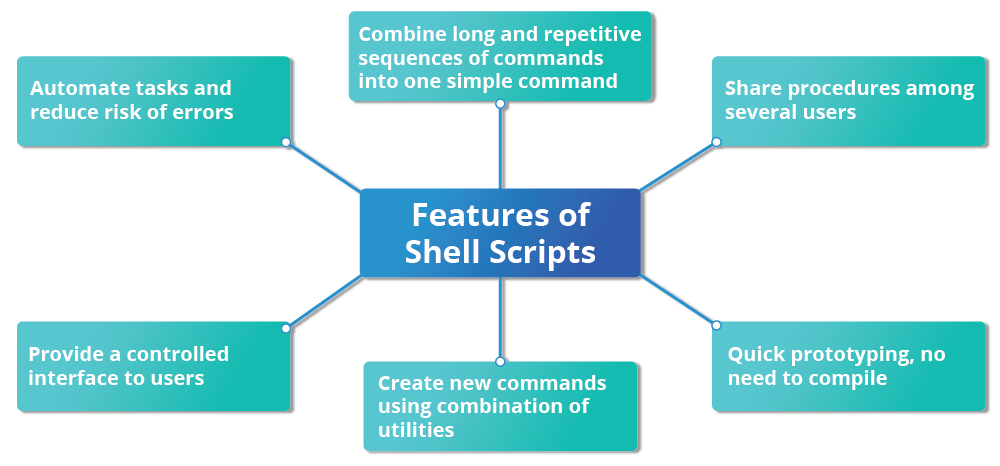 Combine long and repetitive
sequences of commands
into one simple command
Automate tasks and
reduce risk of errors
Share procedures among
several users
Features of
Shell Scripts
Provide a controlled
interface to users
Create new commands
using combination of
utilities
Quick prototyping, no
need to compile